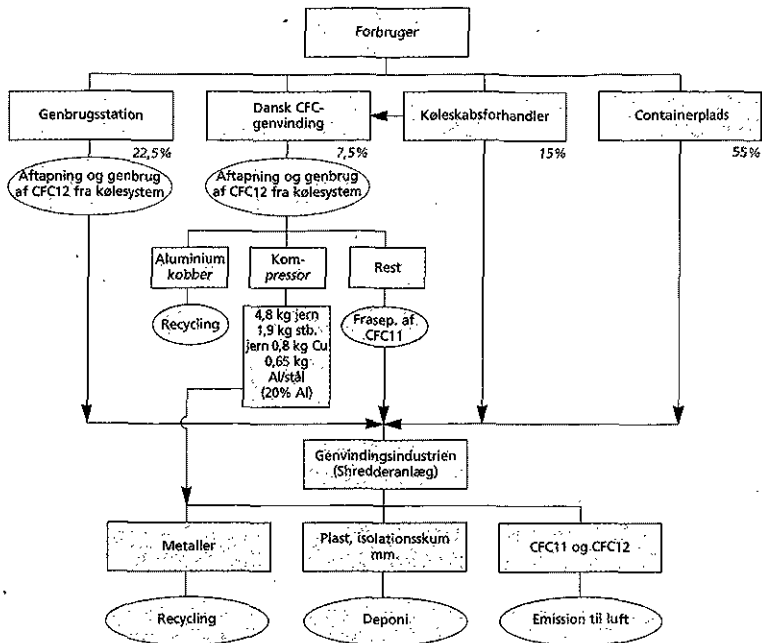 Forbruger
Genbrugsstation
Dansk CFC-
genvinding
Køleskabsforhandler
Containerplads
22,5%
7,5%
15%
55%
Aftapning og genbrug
af CFC12 fra kølesystem
Aftapning og genbrug
af CFC12 fra kølesystem
Aluminium
kobber
Kom-
pressor
Rest
Recycling
4,8 kg jern
1,9 kg stb.
jern 0,8 kg Cu
0,65 kg
Al/stål
(20% Al)
Frasep. af
CFC11
Genvindingsindustrien
(Shredderanlæg)
Metaller
Plast, isolationsskum
mm.
CFC11 og CFC12
Recycling
Deponi
Emission til luft